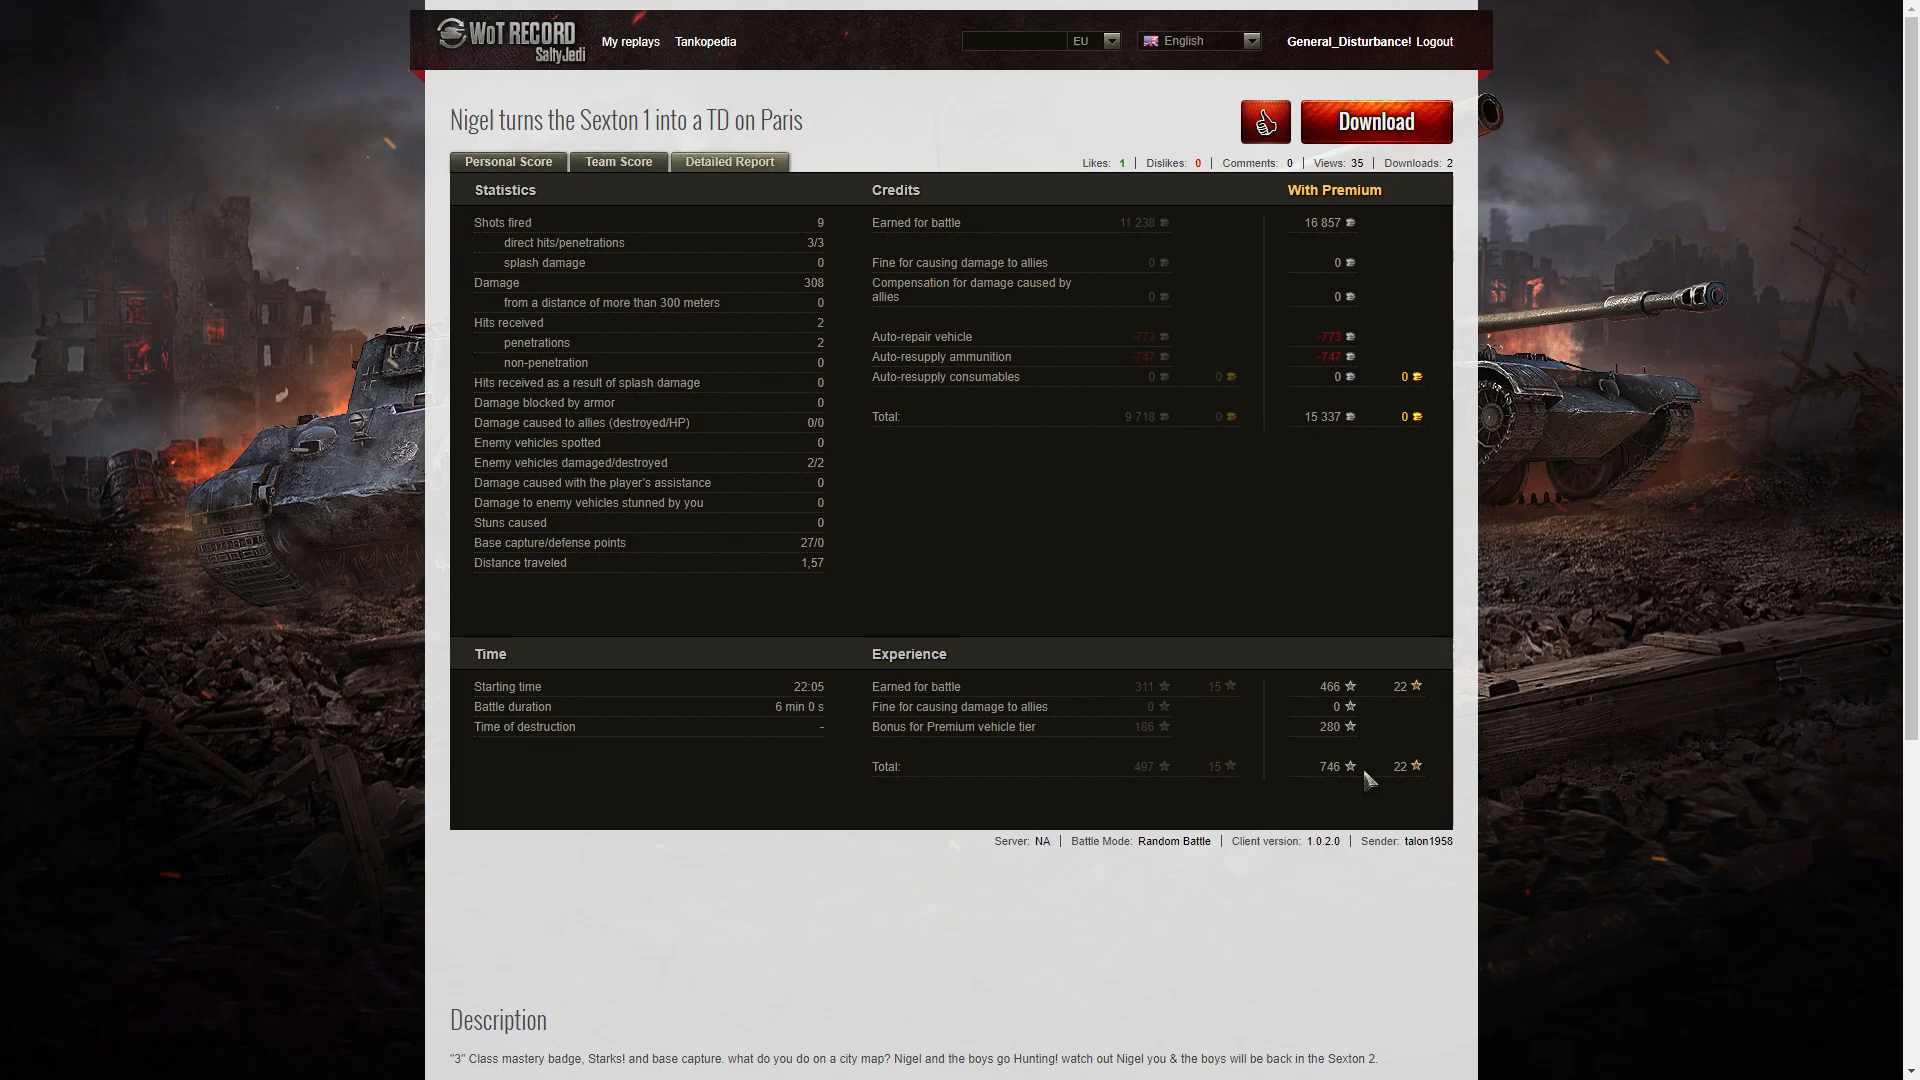 WoT RECORD
SaltyJedi
My replays Tankopedia EU English General_Disturbance! Logout
Nigel turns the Sexton 1 into a TD on Paris
Download
Personal Score Team Score Detailed Report
Likes: 1 | Dislikes: 0 | Comments: 0 | Views: 35 | Downloads: 2
Statistics Credits With Premium
Shots fired 9 Earned for battle 11 238 16 857
direct hits/penetrations 3/3
splash damage 0 Fine for causing damage to allies 0 0
Damage 308 Compensation for damage caused by
allies 0 0
from a distance of more than 300 meters 0
Hits received 2
penetrations 2 Auto-repair vehicle -773 -773
non-penetration 0 Auto-resupply ammunition -747 -747
Hits received as a result of splash damage 0 Auto-resupply consumables 0 0 0 0
Damage blocked by armor 0
Damage caused to allies (destroyed/HP) 0/0 Total: 9 718 0 15 337 0
Enemy vehicles spotted 0
Enemy vehicles damaged/destroyed 2/2
Damage caused with the player's assistance 0
Damage to enemy vehicles stunned by you 0
Stuns caused 0
Base capture/defense points 27/0
Distance traveled 1,57
Time Experience
Starting time 22:05 Earned for battle 311 15 466 22
Battle duration 6 min 0 s Fine for causing damage to allies 0 0
Time of destruction - Bonus for Premium vehicle tier 186 280
Total: 497 15 746 22
Server: NA | Battle Mode: Random Battle | Client version: 1.0.2.0 | Sender: talon1958
Description
"3" Class mastery badge, Starks! and base capture. what do you do on a city map? Nigel and the boys go Hunting! watch out Nigel you & the boys will be back in the Sexton 2.